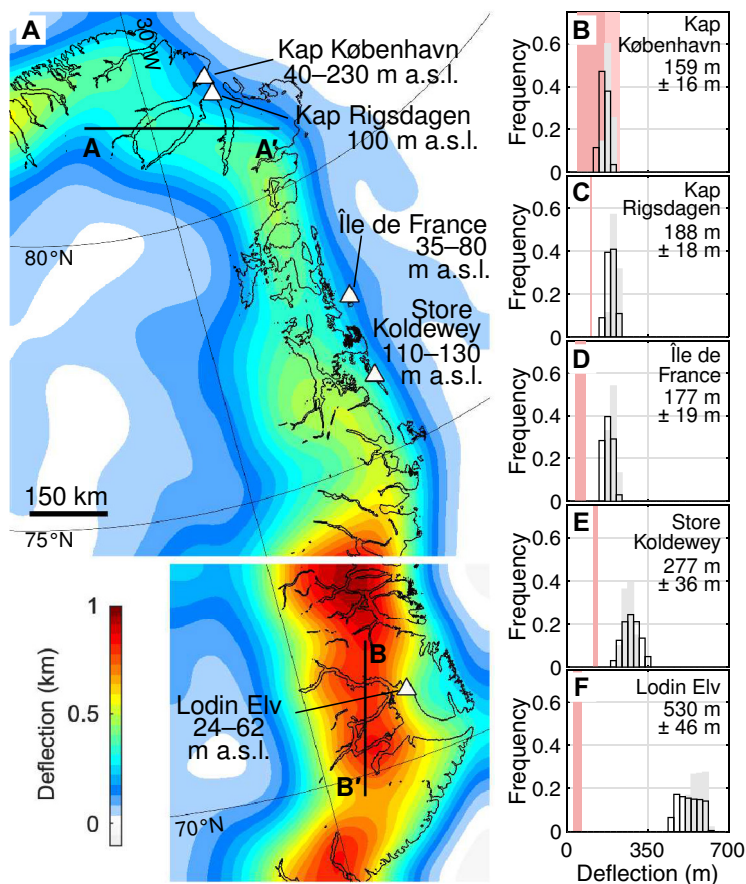 A
30°W
Kap København
40–230 m a.s.l.
Kap Rigsdagen
100 m a.s.l.
A
A′
Île de France
35–80
m a.s.l.
80°N
Store
Koldewey
110–130
m a.s.l.
150 km
75°N
1
0.5
0
Deflection (km)
B
Lodin Elv
24–62
m a.s.l.
B′
70°N
B
Kap
København
159 m
± 16 m
Frequency
0.6
0.4
0.2
0
C
Kap
Rigsdagen
188 m
± 18 m
Frequency
0.6
0.4
0.2
0
D
Île de
France
177 m
± 19 m
Frequency
0.6
0.4
0.2
0
E
Store
Koldewey
277 m
± 36 m
Frequency
0.6
0.4
0.2
0
F
Lodin Elv
530 m
± 46 m
Frequency
0.6
0.4
0.2
0
0 350 700
Deflection (m)